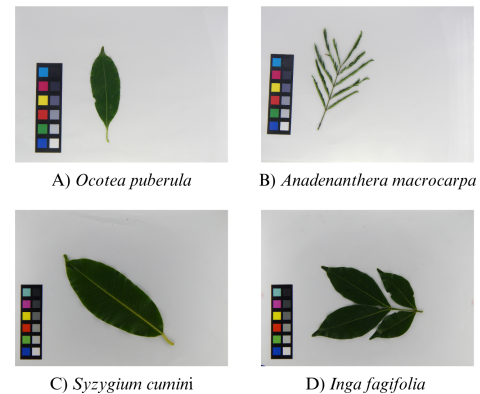 A) Ocotea puberula
B) Anadenanthera macrocarpa
C) Syzygium cumini
D) Inga fagifolia